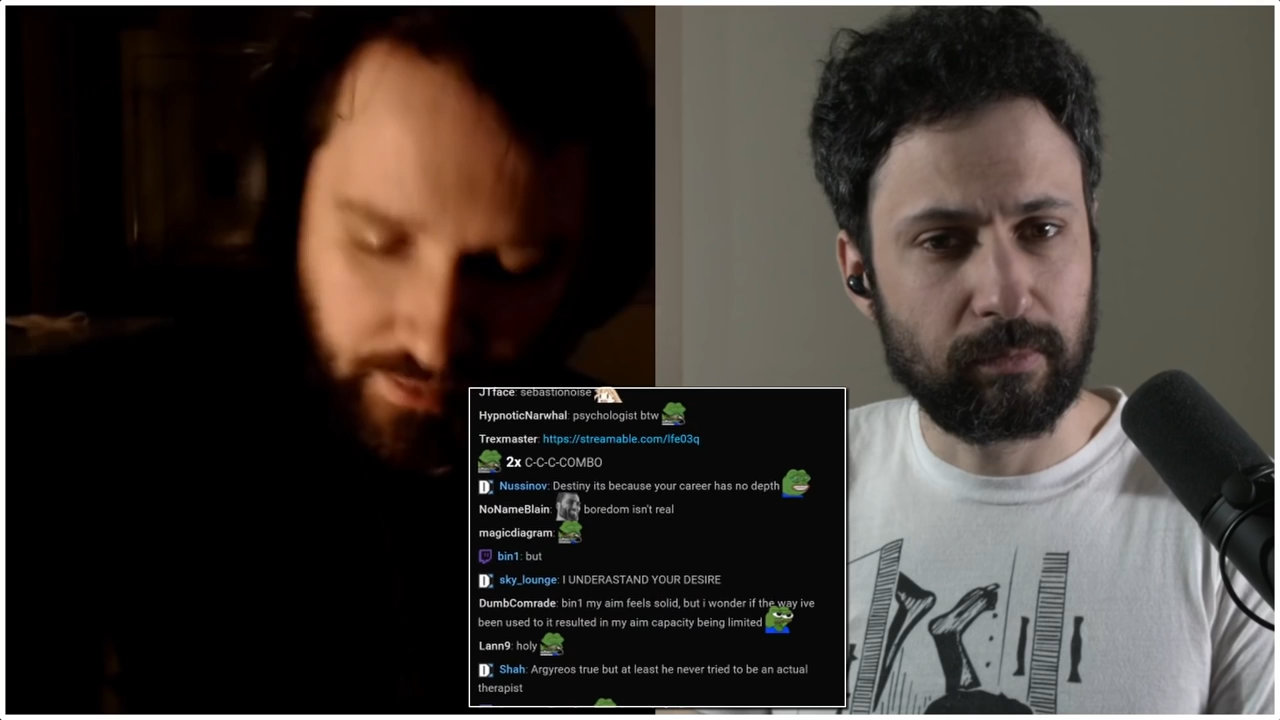 JTface: sebastionoise
HypnoticNarwhal: psychologist btw
Trexmaster: https://streamable.com/lfe03q
2x C-C-C-COMBO
Nussinov: Destiny its because your career has no depth
NoNameBlain: boredom isn't real
magicdiagram:
bin1: but
sky_lounge: I UNDERASTAND YOUR DESIRE
DumbComrade: bin1 my aim feels solid, but i wonder if the way ive
been used to it resulted in my aim capacity being limited
Lann9: holy
Shah: Argyreos true but at least he never tried to be an actual
therapist